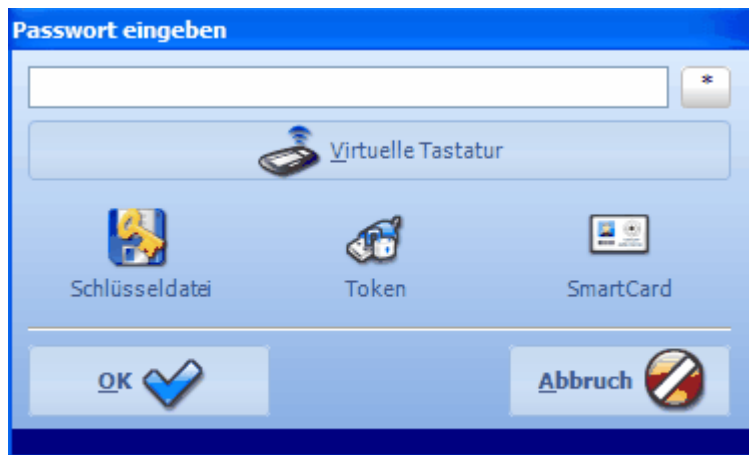 Passwort eingeben
*
Virtuelle Tastatur
Schlüsseldatei Token SmartCard
OK Abbruch